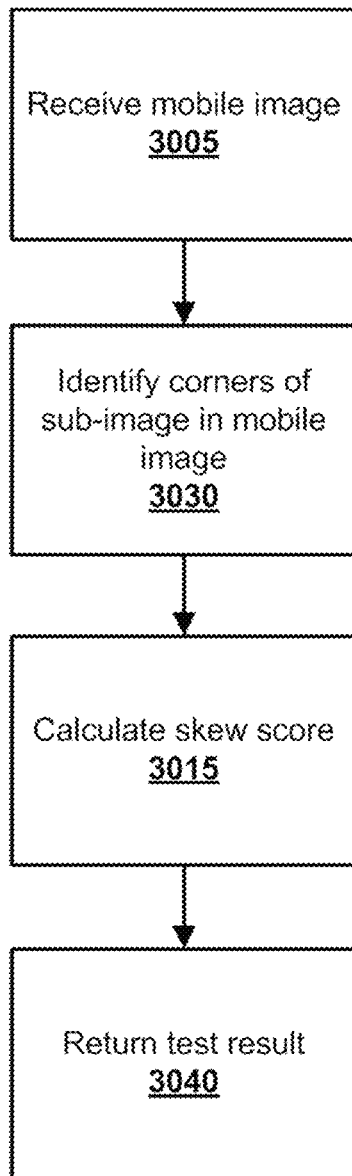 Receive mobile image
3005
Identify corners of
sub-image in mobile
image
3030
Calculate skew score
3015
Return test result
3040